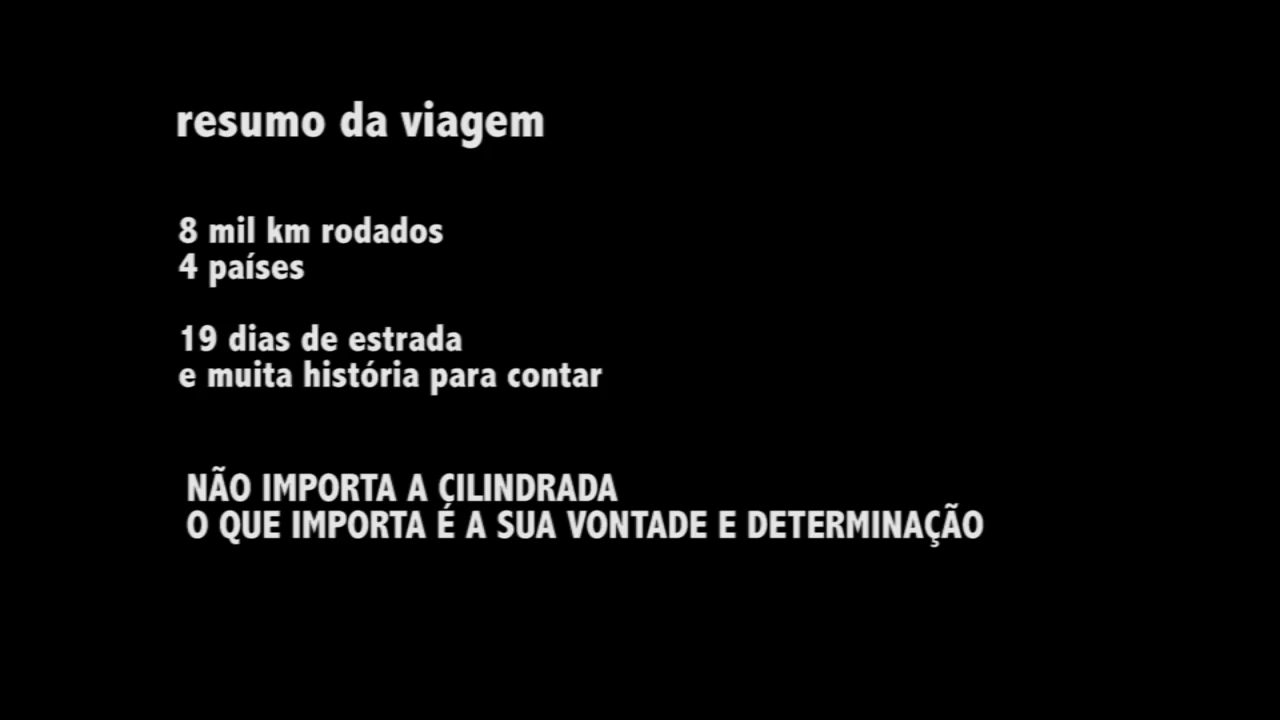 resumo da viagem
8 mil km rodados
4 países
19 dias de estrada
e muita história para contar
NÃO IMPORTA A CILINDRADA
O QUE IMPORTA É A SUA VONTADE E DETERMINAÇÃO